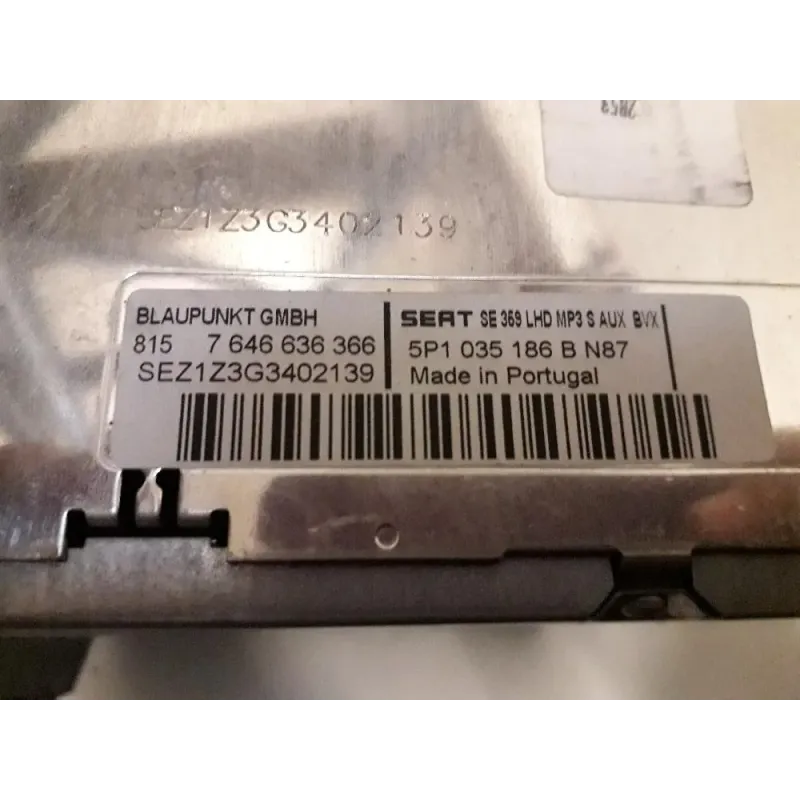 2853
SEZ1Z3G3402139
BLAUPUNKT GMBH
815 7 646 636 366
SEZ1Z3G3402139
SEAT SE 369 LHD MP3 S AUX BVX
5P1 035 186 B N87
Made in Portugal